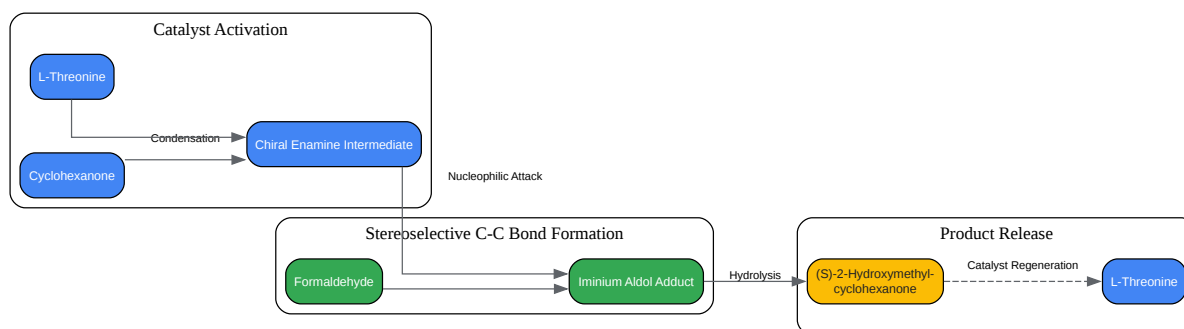 Catalyst Activation
L-Threonine
Condensation
Chiral Enamine Intermediate
Cyclohexanone
Nucleophilic Attack
Stereoselective C-C Bond Formation
Formaldehyde
Iminium Aldol Adduct
Hydrolysis
Product Release
(S)-2-Hydroxymethyl-
cyclohexanone
Catalyst Regeneration
L-Threonine